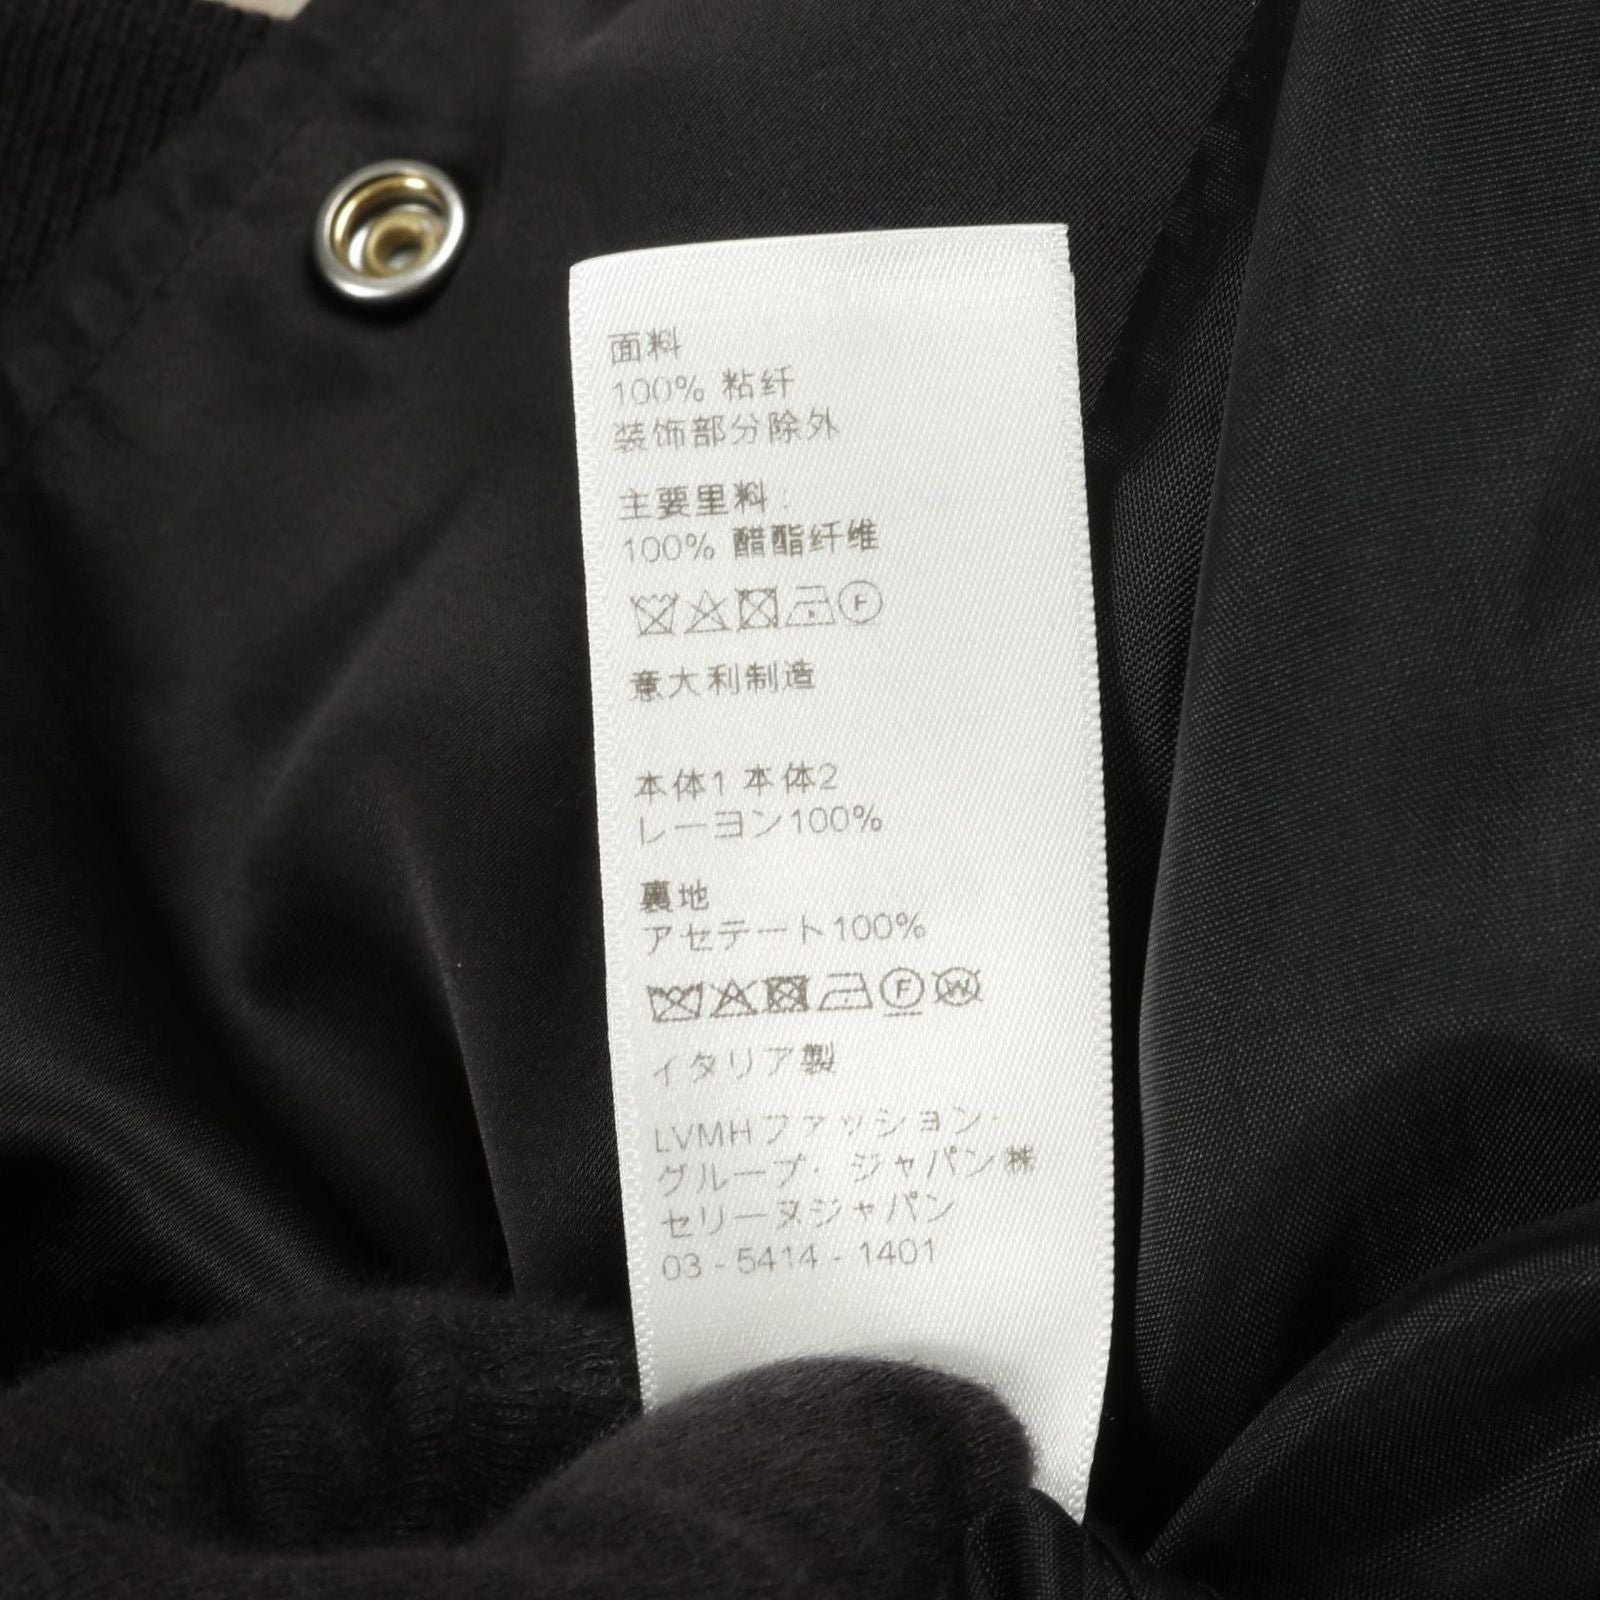 面料
100% 粘纤
装饰部分除外
主要里料:
100% 醋酯纤维
F
意大利制造
本体1 本体2
レーヨン100%
裏地
アセテート100%
F W
イタリア製
LVMHファッション・
グループ・ジャパン株
セリーヌジャパン
03-5414-1401